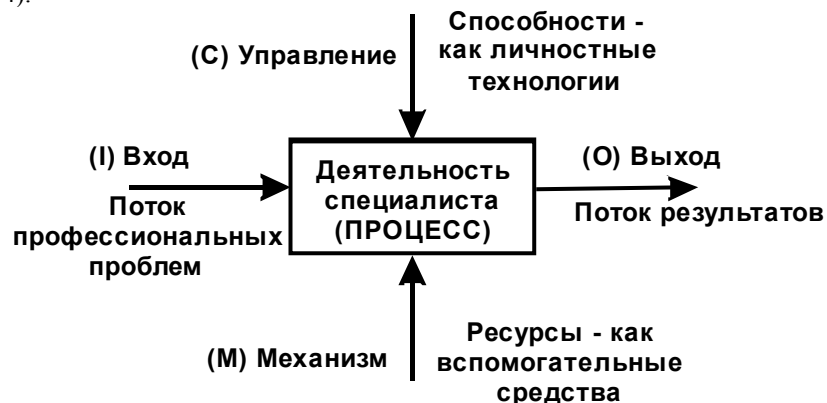 4).
Способности -
как личностные
технологии
(С) Управление
(I) Вход
Поток
профессиональных
проблем
Деятельность
специалиста
(ПРОЦЕСС)
(О) Выход
Поток результатов
(М) Механизм
Ресурсы - как
вспомогательные
средства